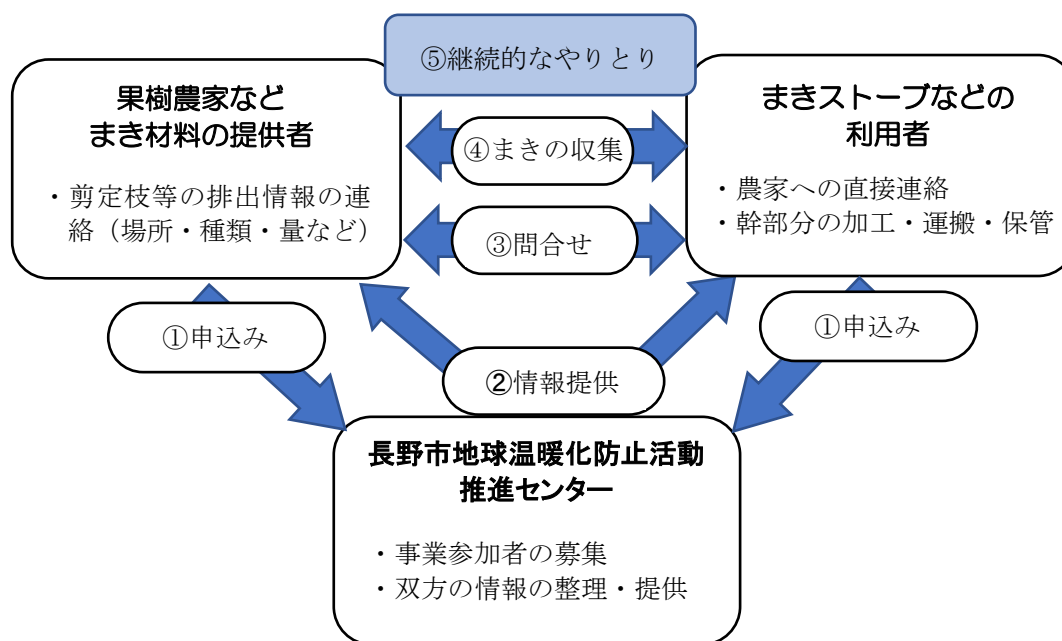 ⑤継続的なやりとり
果樹農家など
まき材料の提供者
・剪定枝等の排出情報の連
絡（場所・種類・量など）
まきストーブなどの
利用者
・農家への直接連絡
・幹部分の加工・運搬・保管
④まきの収集
③問合せ
①申込み
①申込み
②情報提供
長野市地球温暖化防止活動
推進センター
・事業参加者の募集
・双方の情報の整理・提供